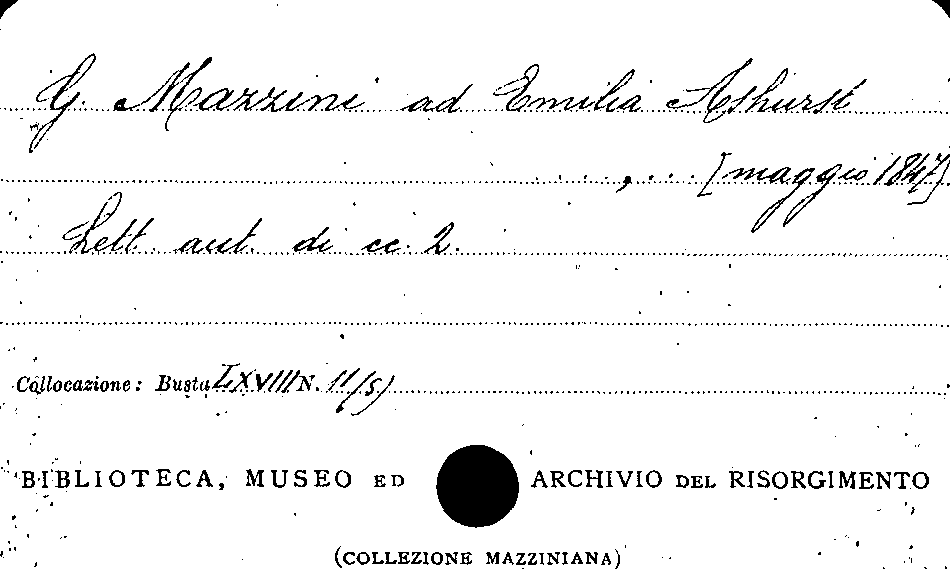 G. Mazzini ad Emilia Ashurst
. . . . , . . . [maggio 1847]
Lett. aut. di cc. 2.
Collocazione: Busta LXVIII N. 11/5)
BIBLIOTECA, MUSEO ED ARCHIVIO DEL RISORGIMENTO
(COLLEZIONE MAZZINIANA)